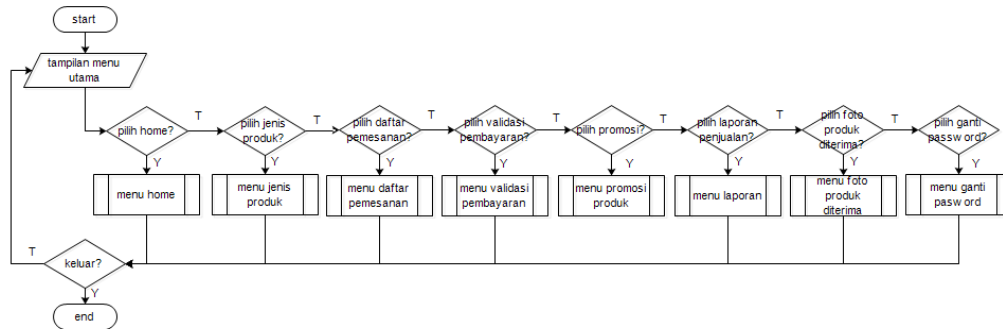 start
tampilan menu
utama
pilih home?
T
pilih jenis
produk?
T
pilih daftar
pemesanan?
T
pilih validasi
pembayaran?
T
pilih promosi?
T
pilih laporan
penjualan?
T
pilih foto
produk
diterima?
T
pilih ganti
passw ord?
Y
Y
Y
Y
Y
Y
Y
Y
menu home
menu jenis
produk
menu daftar
pemesanan
menu validasi
pembayaran
menu promosi
produk
menu laporan
menu foto
produk
diterima
menu ganti
pasw ord
T
keluar?
Y
end